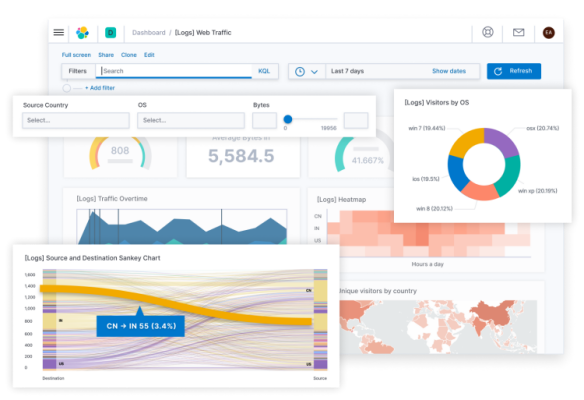 D Dashboard / [Logs] Web Traffic EA
Full screen Share Clone Edit
Filters Search KQL Last 7 days Show dates Refresh
+ Add filter
Source Country OS Bytes
Select... Select... 0 19956
[Logs] Visitors by OS
win 7 (19.44%) osx (20.74%)
ios (19.5%) win xp (20.19%)
win 8 (20.12%)
808
Average Bytes in
5,584.5
41.667%
[Logs] Traffic Overtime
[Logs] Heatmap
CN
IN
US
Hours a day
[Logs] Source and Destination Sankey Chart
1,600
1,400
1,200
1,000
800
600
400
200
0
CN
IN
US
CN → IN 55 (3.4%)
Destination Source
Unique visitors by country